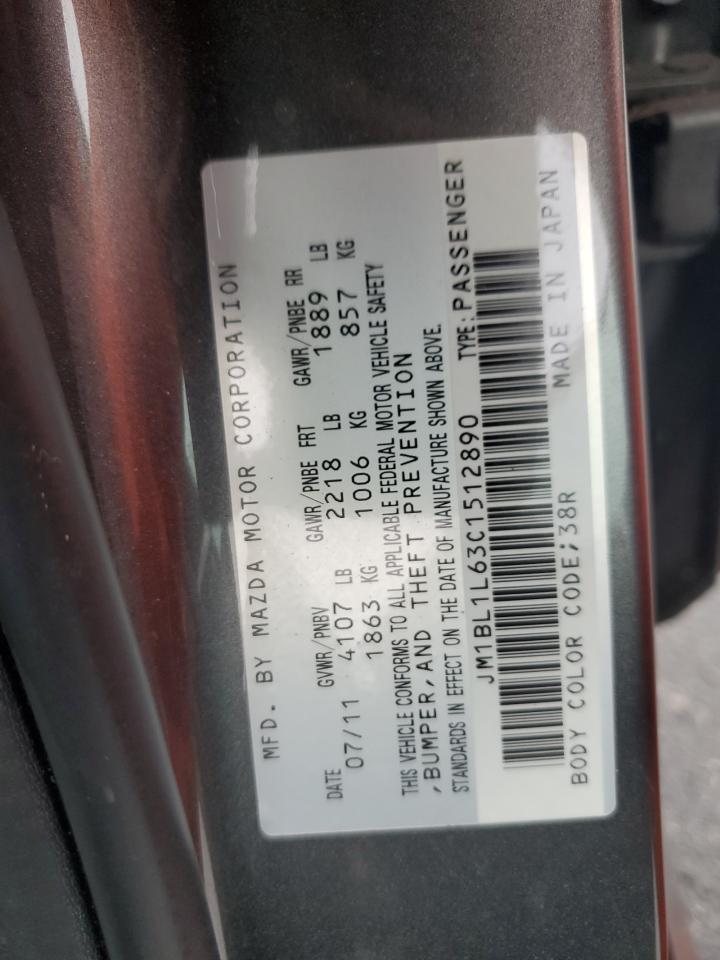 MFD. BY MAZDA MOTOR CORPORATION
DATE GVWR/PNBV GAWR/PNBE FRT GAWR/PNBE RR
07/11 4107 LB 2218 LB 1889 LB
1863 KG 1006 KG 857 KG
THIS VEHICLE CONFORMS TO ALL APPLICABLE FEDERAL MOTOR VEHICLE SAFETY
,BUMPER,AND THEFT PREVENTION
STANDARDS IN EFFECT ON THE DATE OF MANUFACTURE SHOWN ABOVE.
JM1BL1L63C1512890 TYPE: PASSENGER
BODY COLOR CODE;38R MADE IN JAPAN